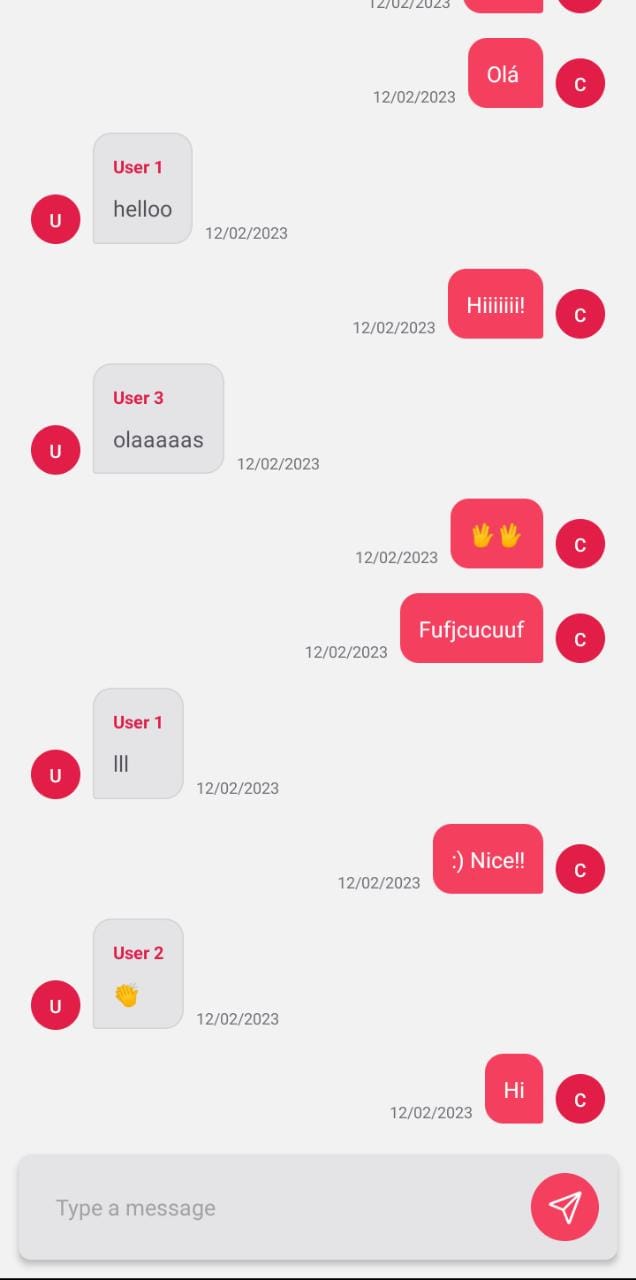 12/02/2023
Olá
C
12/02/2023
User 1
helloo
U
12/02/2023
Hiiiiiii!
C
12/02/2023
User 3
olaaaaas
U
12/02/2023
🖖🖖
C
12/02/2023
Fufjcucuuf
C
12/02/2023
User 1
lll
U
12/02/2023
:) Nice!!
C
12/02/2023
User 2
👏
U
12/02/2023
Hi
C
12/02/2023
Type a message